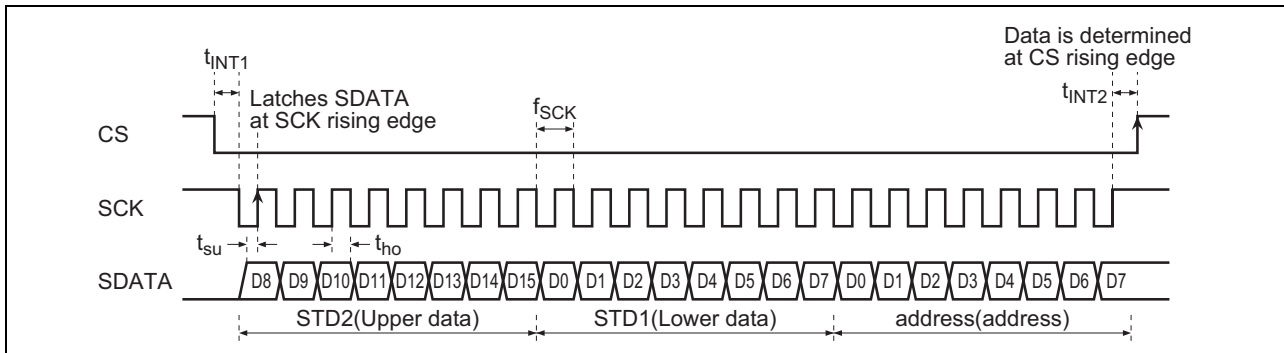 Data is determined
at CS rising edge
tINT1
Latches SDATA
at SCK rising edge
fSCK
tINT2
CS
SCK
tsu
tho
SDATA
D8 D9 D10 D11 D12 D13 D14 D15 D0 D1 D2 D3 D4 D5 D6 D7 D0 D1 D2 D3 D4 D5 D6 D7
STD2(Upper data) STD1(Lower data) address(address)